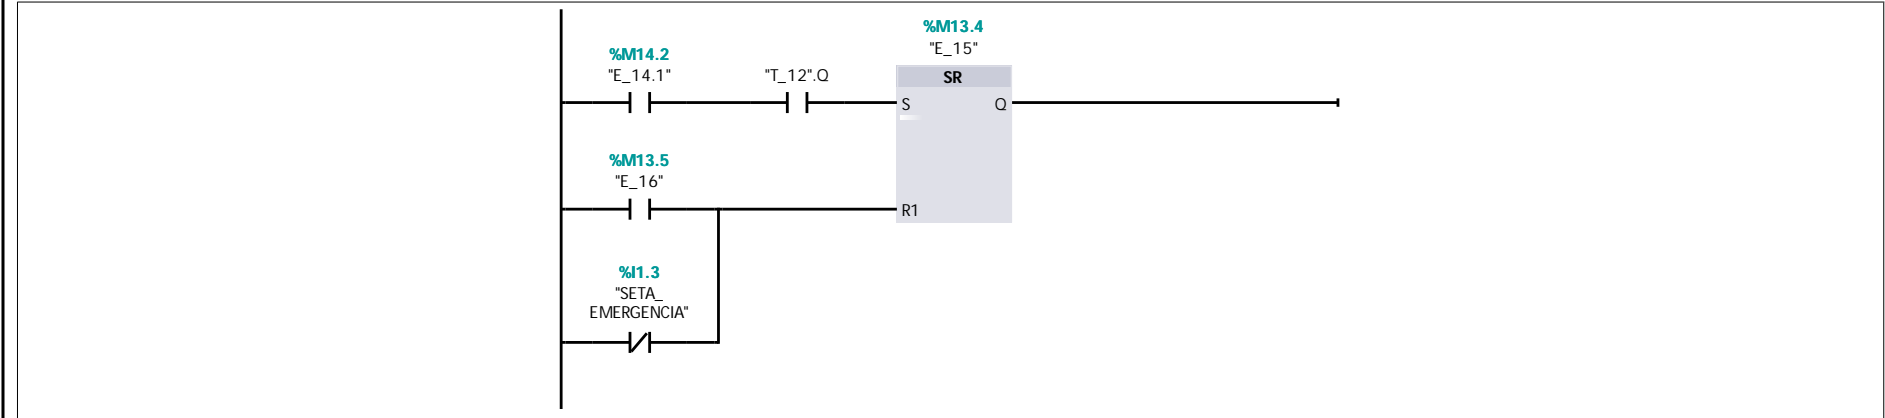 %M13.4
"E_15"
%M14.2
"E_14.1"
"T_12".Q
SR
S
Q
%M13.5
"E_16"
R1
%I1.3
"SETA_
EMERGENCIA"